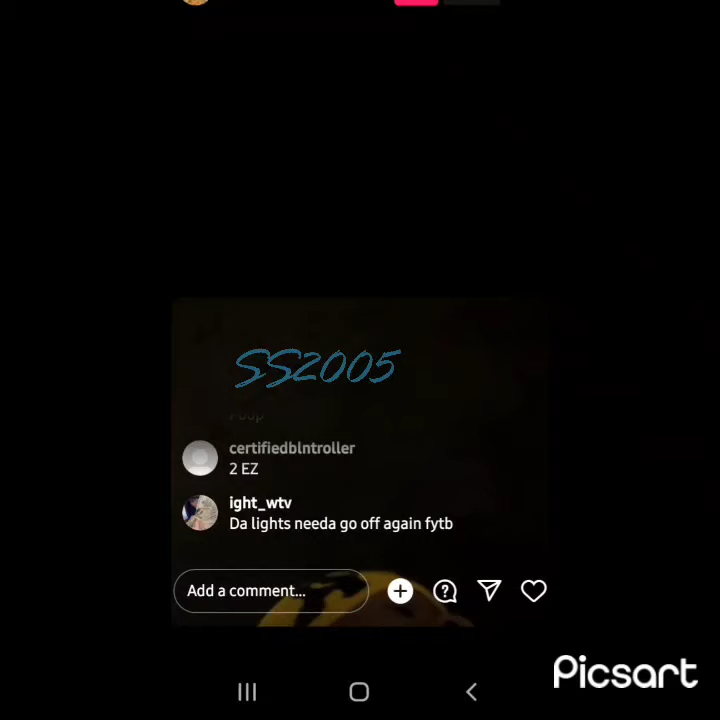 SS2005
certifiedblntroller
2 EZ
ight_wtv
Da lights needa go off again fytb
Add a comment...
Picsart